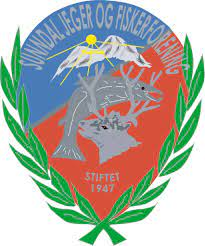 SUNNDAL JEGER OG FISKERFORENING
STIFTET
1947